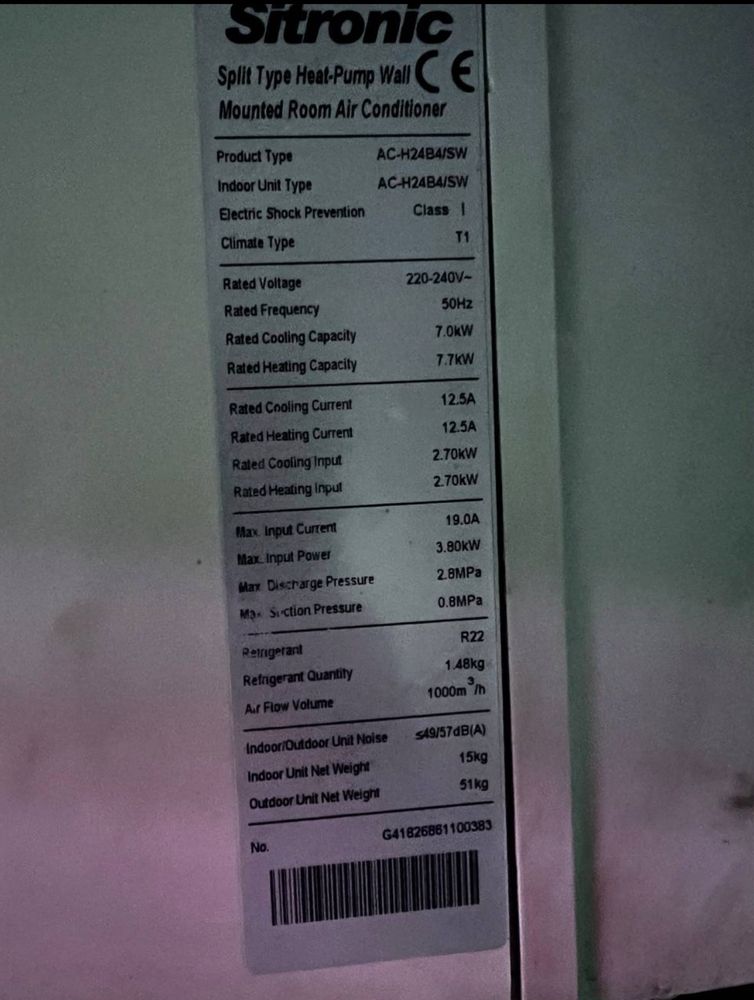 Sitronic
Split Type Heat-Pump Wall CE
Mounted Room Air Conditioner
Product Type AC-H24B4/SW
Indoor Unit Type AC-H24B4/SW
Electric Shock Prevention Class I
Climate Type T1
Rated Voltage 220-240V~
Rated Frequency 50Hz
Rated Cooling Capacity 7.0kW
Rated Heating Capacity 7.7kW
Rated Cooling Current 12.5A
Rated Heating Current 12.5A
Rated Cooling Input 2.70kW
Rated Heating Input 2.70kW
Max. Input Current 19.0A
Max. Input Power 3.80kW
Max. Discharge Pressure 2.8MPa
Max. Suction Pressure 0.8MPa
Refrigerant R22
Refrigerant Quantity 1.48kg
Air Flow Volume 1000m³/h
Indoor/Outdoor Unit Noise ≤49/57dB(A)
Indoor Unit Net Weight 15kg
Outdoor Unit Net Weight 51kg
No. G41826861100383